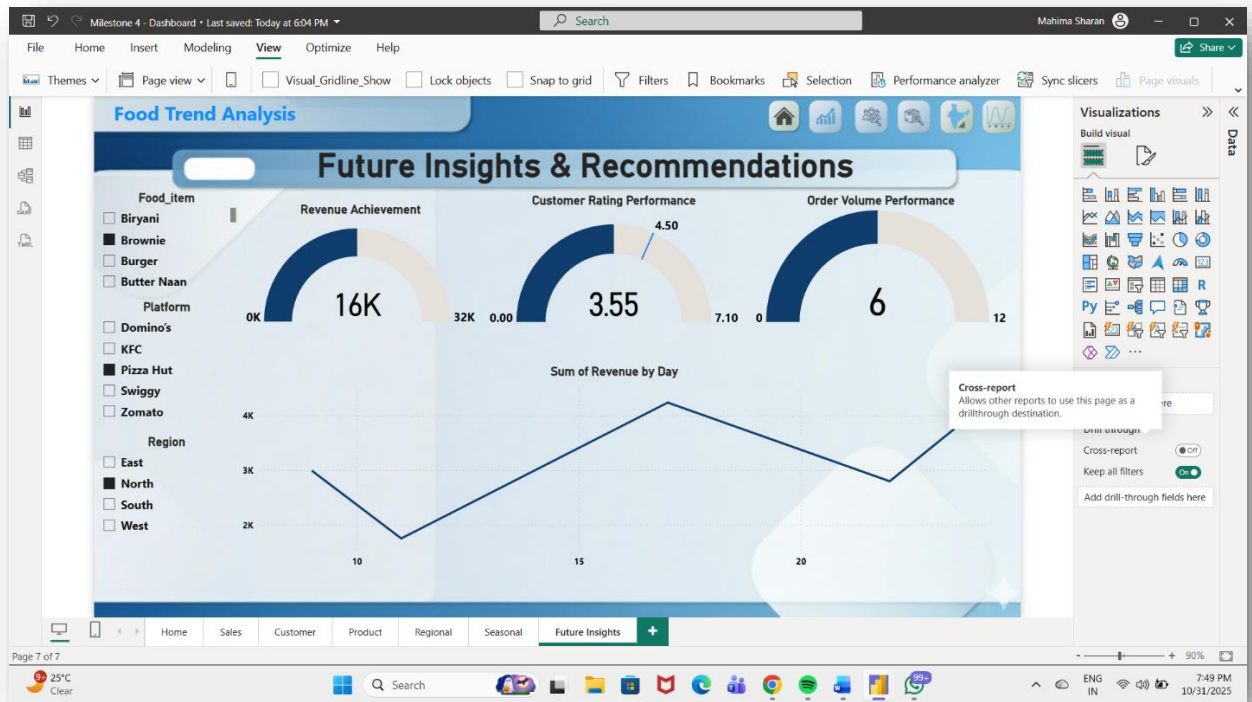 Milestone 4 - Dashboard • Last saved: Today at 6:04 PM
Search
Mahima Sharan
File Home Insert Modeling View Optimize Help
Share
Themes Page view Visual_Gridline_Show Lock objects Snap to grid Filters Bookmarks Selection Performance analyzer Sync slicers Page visuals
Food Trend Analysis
Future Insights & Recommendations
Food_item
Biryani
Brownie
Burger
Butter Naan
Platform
Domino's
KFC
Pizza Hut
Swiggy
Zomato
Region
East
North
South
West
Revenue Achievement
16K
0K
32K
Customer Rating Performance
4.50
3.55
0.00
7.10
Order Volume Performance
6
0
12
Sum of Revenue by Day
4K
3K
2K
10 15 20
Cross-report
Allows other reports to use this page as a
drillthrough destination.
Visualizations
Build visual
Data
R
Py
123
Drill through
Cross-report Off
Keep all filters On
Add drill-through fields here
Home Sales Customer Product Regional Seasonal Future Insights
Page 7 of 7
90%
9+
25°C
Clear
Search
99+
ENG
IN
7:49 PM
10/31/2025